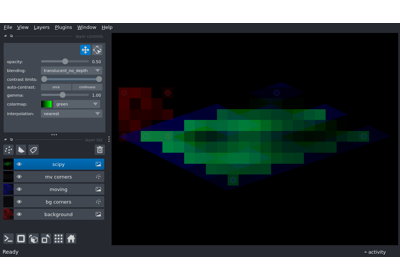 File View Layers Plugins Window Help
opacity: 0.50
blending: translucent_no_depth
contrast limits:
auto-contrast: once continuous
gamma: 1.00
colormap: green
interpolation: nearest
scipy
mv corners
moving
bg corners
background
Ready
activity